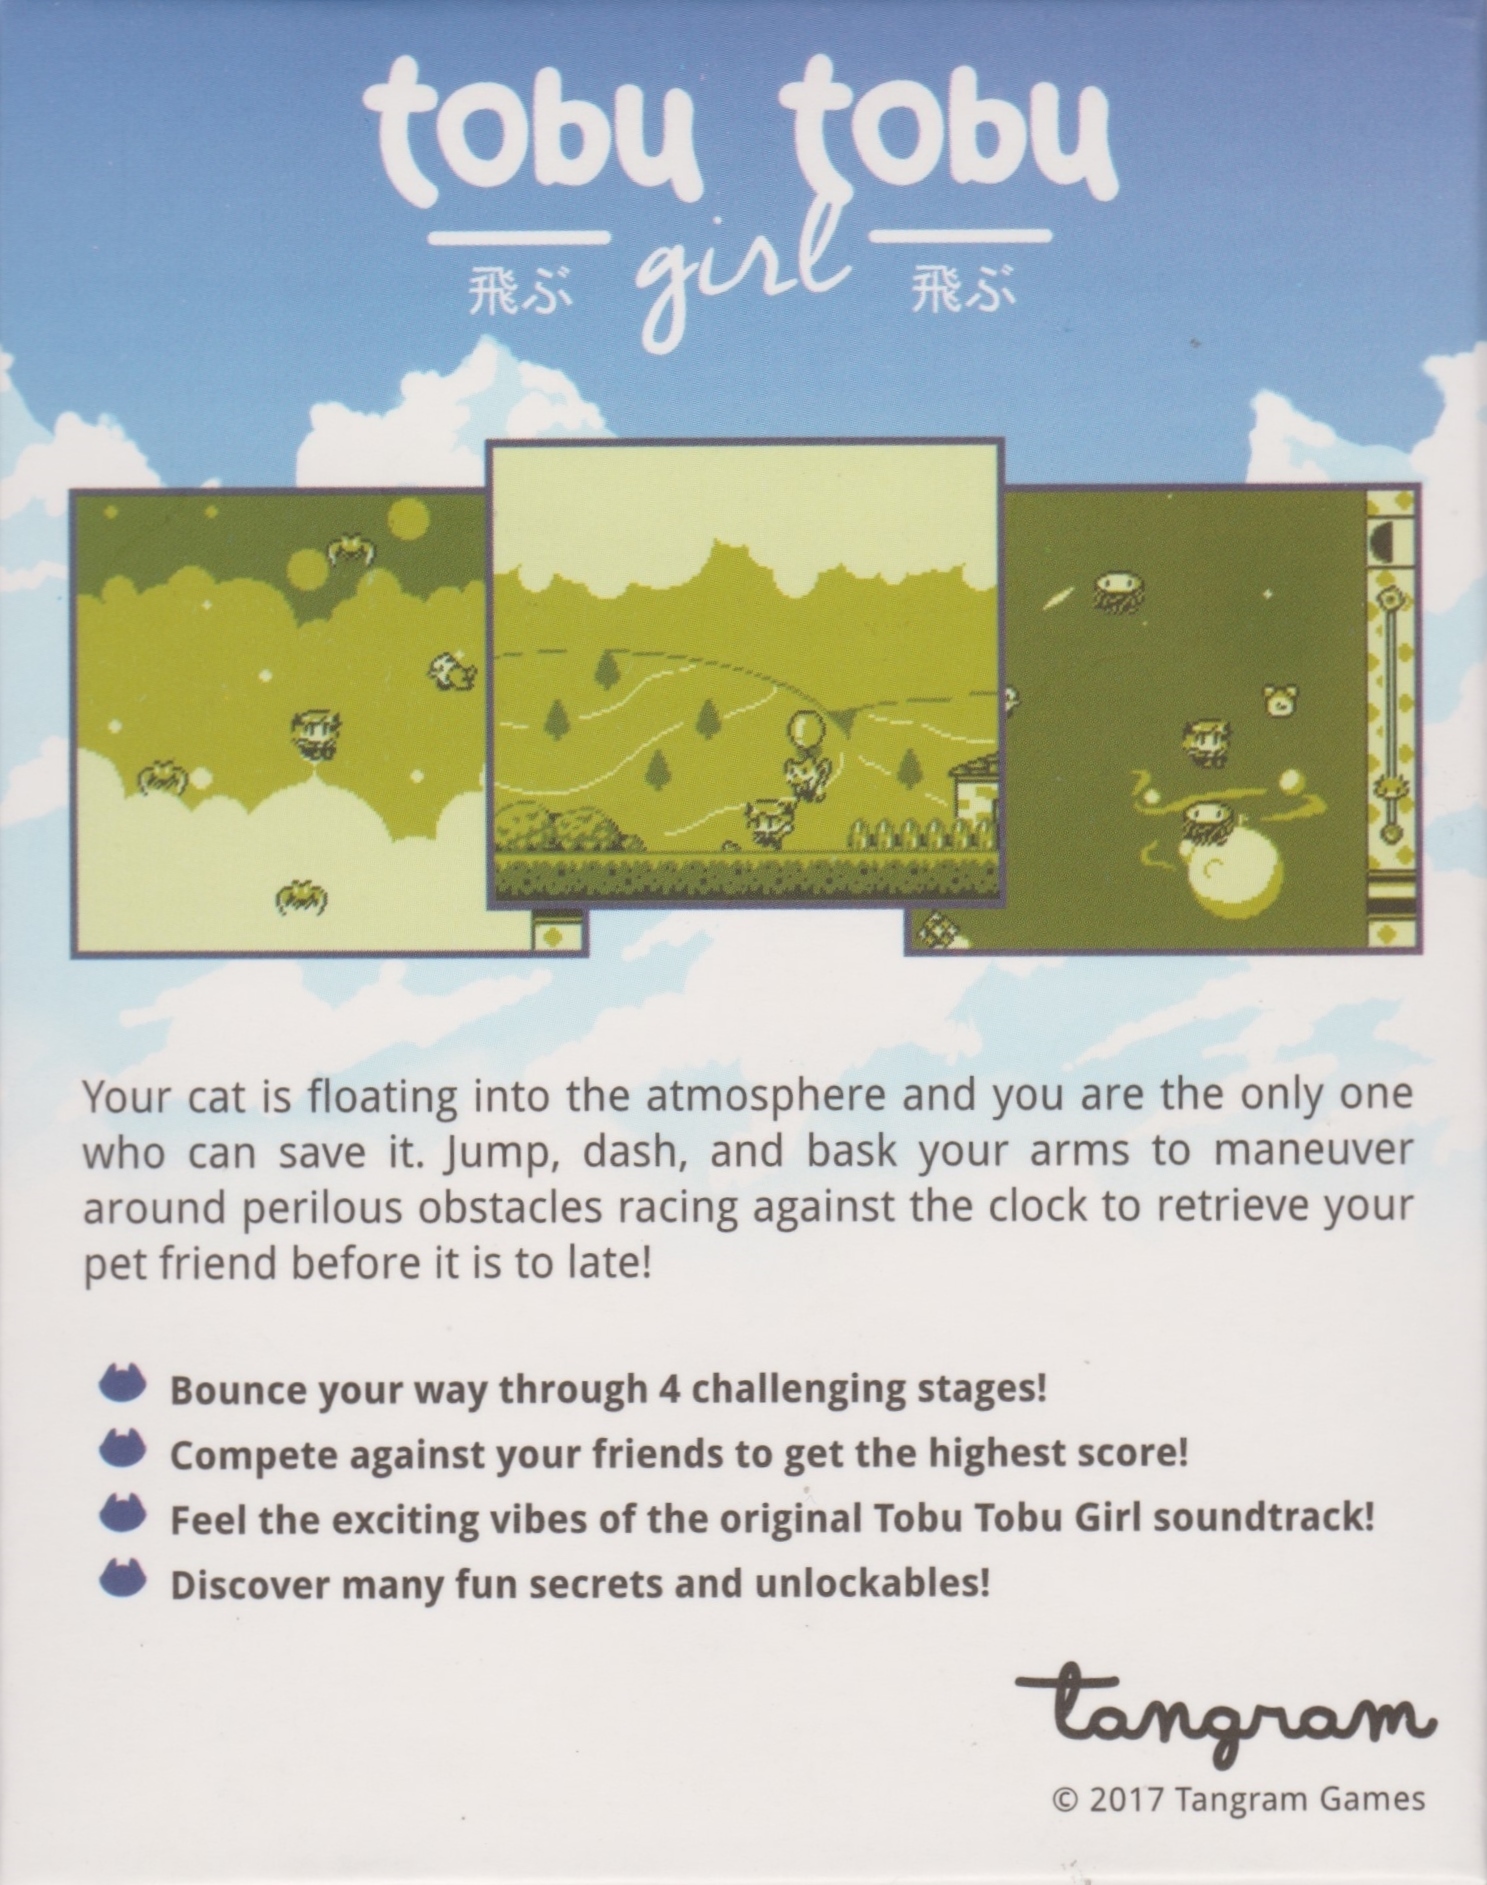 tobu tobu
girl
飛ぶ 飛ぶ
Your cat is floating into the atmosphere and you are the only one
who can save it. Jump, dash, and bask your arms to maneuver
around perilous obstacles racing against the clock to retrieve your
pet friend before it is to late!
Bounce your way through 4 challenging stages!
Compete against your friends to get the highest score!
Feel the exciting vibes of the original Tobu Tobu Girl soundtrack!
Discover many fun secrets and unlockables!
tangram
© 2017 Tangram Games